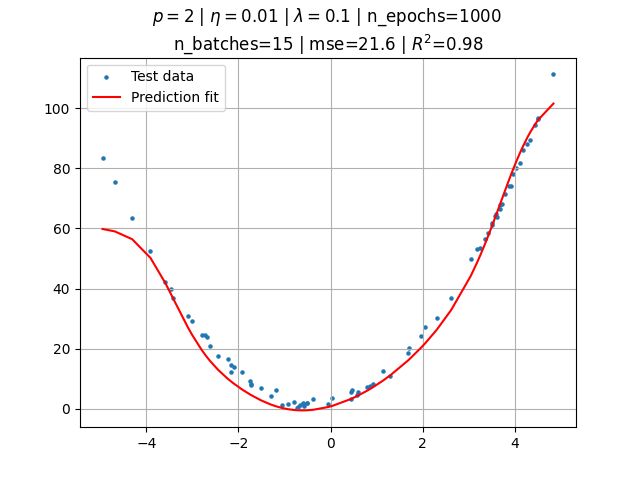 p = 2 | η = 0.01 | λ = 0.1 | n_epochs=1000
n_batches=15 | mse=21.6 | R²=0.98
Test data
Prediction fit
100
80
60
40
20
0
−4
−2
0
2
4